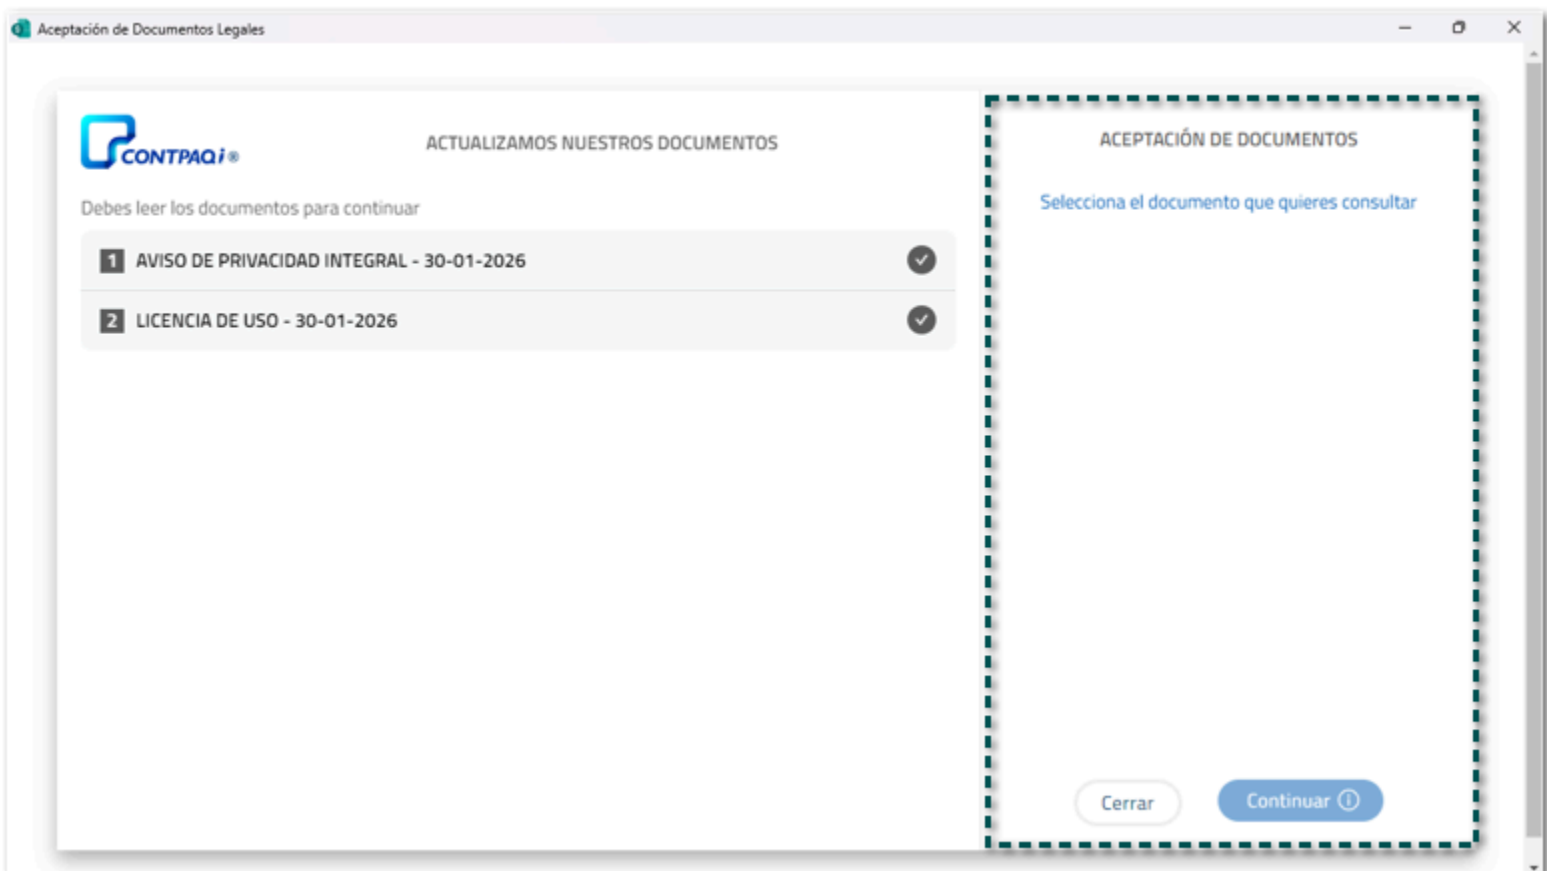 Aceptación de Documentos Legales
CONTPAQi®
ACTUALIZAMOS NUESTROS DOCUMENTOS
Debes leer los documentos para continuar
1 AVISO DE PRIVACIDAD INTEGRAL - 30-01-2026
2 LICENCIA DE USO - 30-01-2026
ACEPTACIÓN DE DOCUMENTOS
Selecciona el documento que quieres consultar
Cerrar
Continuar